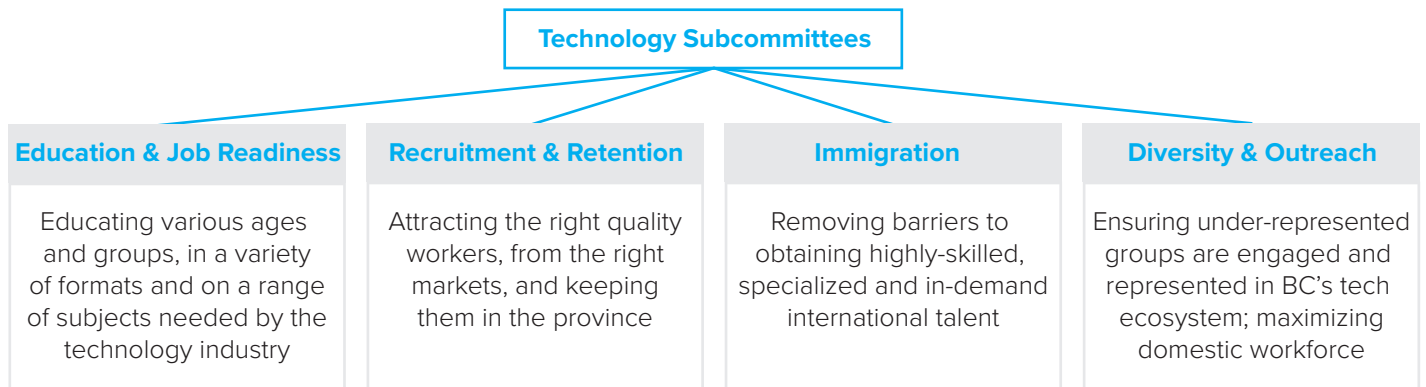 Technology Subcommittees
Education & Job Readiness
Educating various ages
and groups, in a variety
of formats and on a range
of subjects needed by the
technology industry
Recruitment & Retention
Attracting the right quality
workers, from the right
markets, and keeping
them in the province
Immigration
Removing barriers to
obtaining highly-skilled,
specialized and in-demand
international talent
Diversity & Outreach
Ensuring under-represented
groups are engaged and
represented in BC’s tech
ecosystem; maximizing
domestic workforce